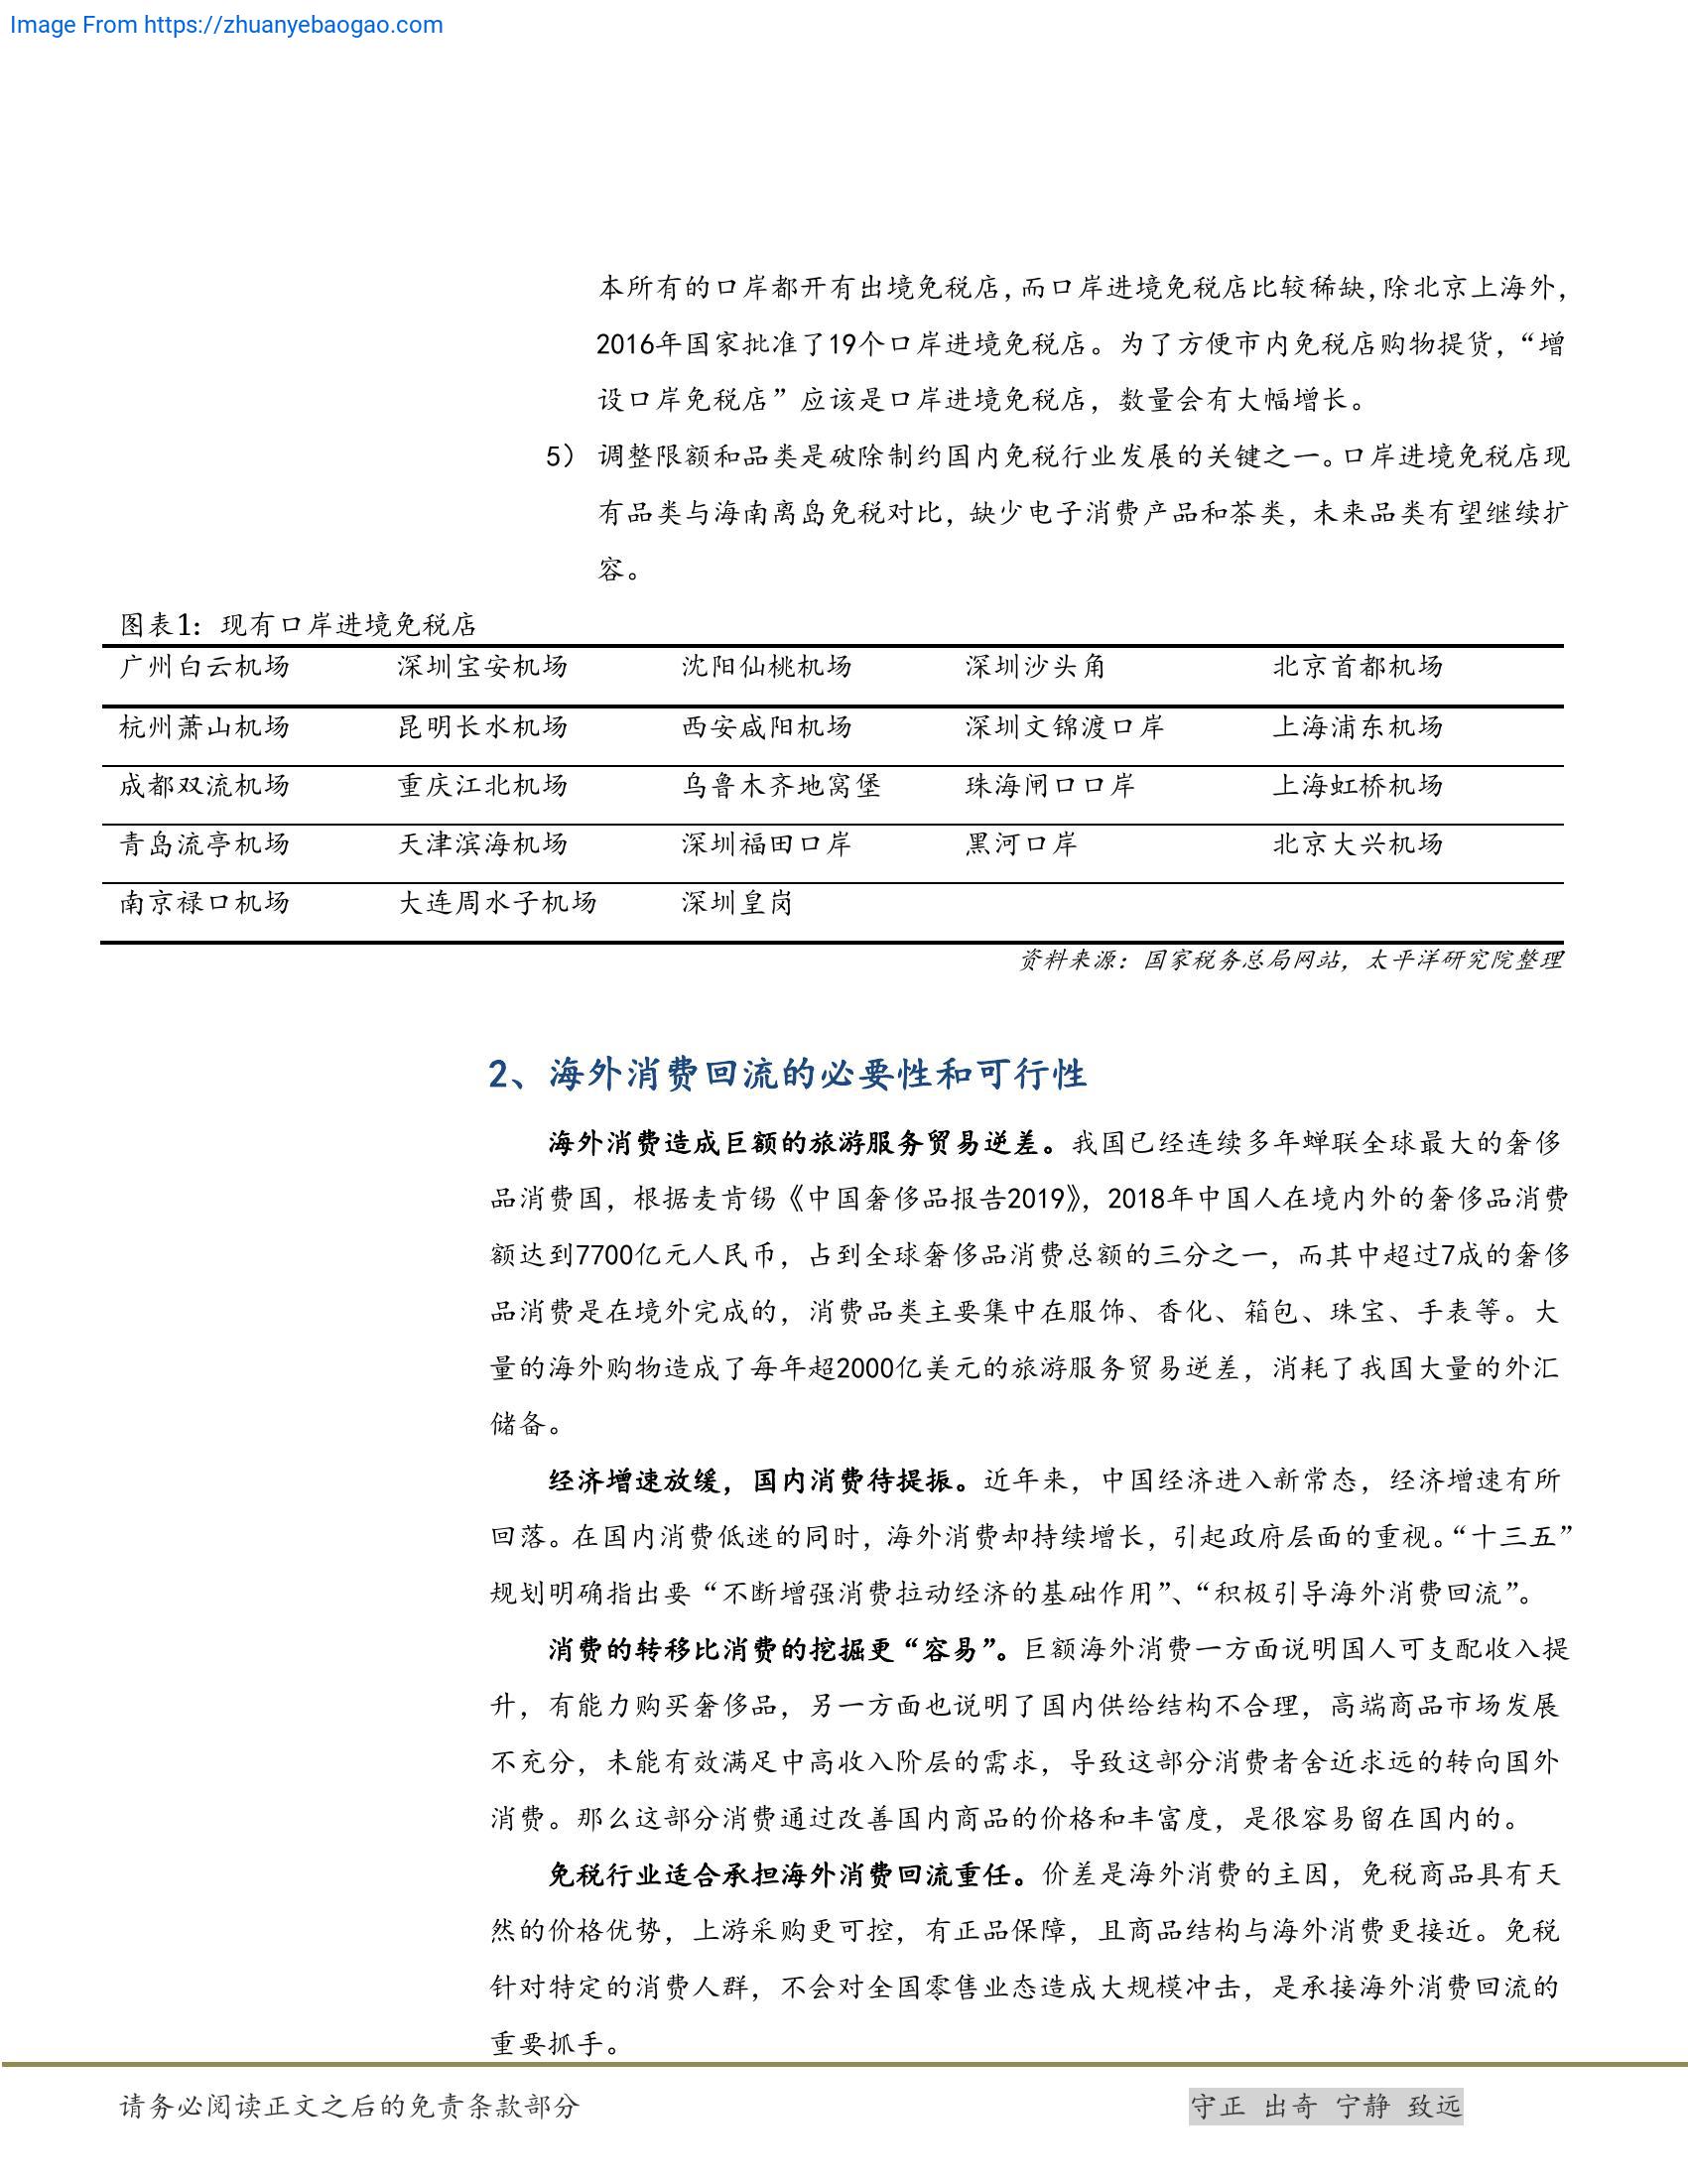 Image From https://zhuanyebaogao.com
本所有的口岸都开有出境免税店，而口岸进境免税店比较稀缺，除北京上海外，
2016年国家批准了19个口岸进境免税店。为了方便市内免税店购物提货，“增
设口岸免税店”应该是口岸进境免税店，数量会有大幅增长。
5） 调整限额和品类是破除制约国内免税行业发展的关键之一。口岸进境免税店现
有品类与海南离岛免税对比，缺少电子消费产品和茶类，未来品类有望继续扩
容。
图表1：现有口岸进境免税店
广州白云机场 深圳宝安机场 沈阳仙桃机场 深圳沙头角 北京首都机场
杭州萧山机场 昆明长水机场 西安咸阳机场 深圳文锦渡口岸 上海浦东机场
成都双流机场 重庆江北机场 乌鲁木齐地窝堡 珠海闸口口岸 上海虹桥机场
青岛流亭机场 天津滨海机场 深圳福田口岸 黑河口岸 北京大兴机场
南京禄口机场 大连周水子机场 深圳皇岗
资料来源：国家税务总局网站，太平洋研究院整理
2、海外消费回流的必要性和可行性
海外消费造成巨额的旅游服务贸易逆差。我国已经连续多年蝉联全球最大的奢侈
品消费国，根据麦肯锡《中国奢侈品报告2019》，2018年中国人在境内外的奢侈品消费
额达到7700亿元人民币，占到全球奢侈品消费总额的三分之一，而其中超过7成的奢侈
品消费是在境外完成的，消费品类主要集中在服饰、香化、箱包、珠宝、手表等。大
量的海外购物造成了每年超2000亿美元的旅游服务贸易逆差，消耗了我国大量的外汇
储备。
经济增速放缓，国内消费待提振。近年来，中国经济进入新常态，经济增速有所
回落。在国内消费低迷的同时，海外消费却持续增长，引起政府层面的重视。“十三五”
规划明确指出要“不断增强消费拉动经济的基础作用”、“积极引导海外消费回流”。
消费的转移比消费的挖掘更“容易”。巨额海外消费一方面说明国人可支配收入提
升，有能力购买奢侈品，另一方面也说明了国内供给结构不合理，高端商品市场发展
不充分，未能有效满足中高收入阶层的需求，导致这部分消费者舍近求远的转向国外
消费。那么这部分消费通过改善国内商品的价格和丰富度，是很容易留在国内的。
免税行业适合承担海外消费回流重任。价差是海外消费的主因，免税商品具有天
然的价格优势，上游采购更可控，有正品保障，且商品结构与海外消费更接近。免税
针对特定的消费人群，不会对全国零售业态造成大规模冲击，是承接海外消费回流的
重要抓手。
请务必阅读正文之后的免责条款部分 守正 出奇 宁静 致远